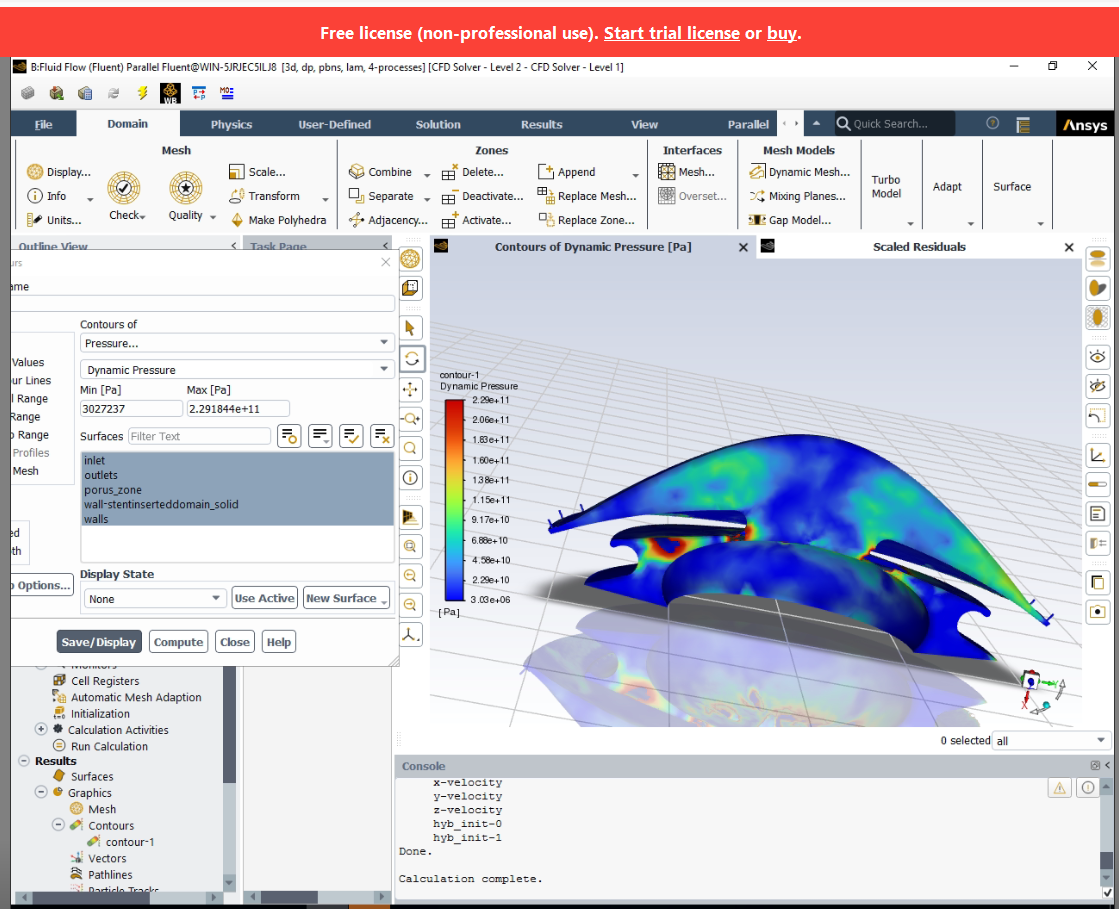 Free license (non-professional use). Start trial license or buy.
B:Fluid Flow (Fluent) Parallel Fluent@WIN-5JRJEC5ILJ8 [3d, dp, pbns, lam, 4-processes] [CFD Solver - Level 2 - CFD Solver - Level 1]
WB
File Domain Physics User-Defined Solution Results View Parallel Quick Search... Ansys
Mesh Zones Interfaces Mesh Models
Display... Scale... Combine Delete... Append Mesh... Dynamic Mesh...
Info Transform Separate Deactivate... Replace Mesh... Overset... Mixing Planes...
Units... Check Quality Make Polyhedra Adjacency... Activate... Replace Zone... Gap Model...
Turbo Model Adapt Surface
Outline View < Task Page <
Contours of Dynamic Pressure [Pa] Scaled Residuals
urs
ame
Contours of
Pressure...
Values
Dynamic Pressure
ur Lines
Min [Pa] Max [Pa]
l Range
3027237 2.291844e+11
Range
o Range
Surfaces Filter Text
Profiles
Mesh
inlet
outlets
porus_zone
wall-stentinserteddomain_solid
walls
ed
th
o Options...
Display State
None Use Active New Surface
Save/Display Compute Close Help
contour-1
Dynamic Pressure
2.29e+11
2.06e+11
1.83e+11
1.60e+11
1.38e+11
1.15e+11
9.17e+10
6.88e+10
4.58e+10
2.29e+10
3.03e+06
[Pa]
X
Monitors
Cell Registers
Automatic Mesh Adaption
Initialization
Calculation Activities
Run Calculation
Results
Surfaces
Graphics
Mesh
Contours
contour-1
Vectors
Pathlines
Particle Tracks
0 selected all
Console
x-velocity
y-velocity
z-velocity
hyb_init-0
hyb_init-1
Done.
Calculation complete.